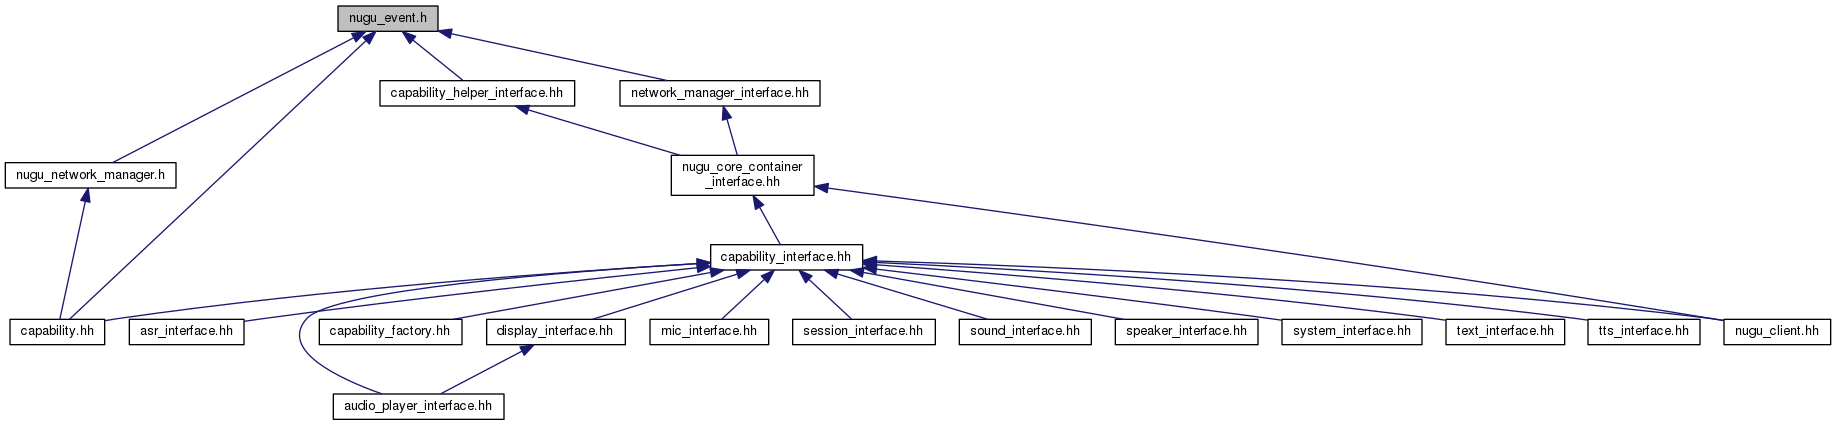 nugu_event.h
capability_helper_interface.hh
network_manager_interface.hh
nugu_network_manager.h
nugu_core_container
_interface.hh
capability_interface.hh
capability.hh
asr_interface.hh
capability_factory.hh
display_interface.hh
mic_interface.hh
session_interface.hh
sound_interface.hh
speaker_interface.hh
system_interface.hh
text_interface.hh
tts_interface.hh
nugu_client.hh
audio_player_interface.hh